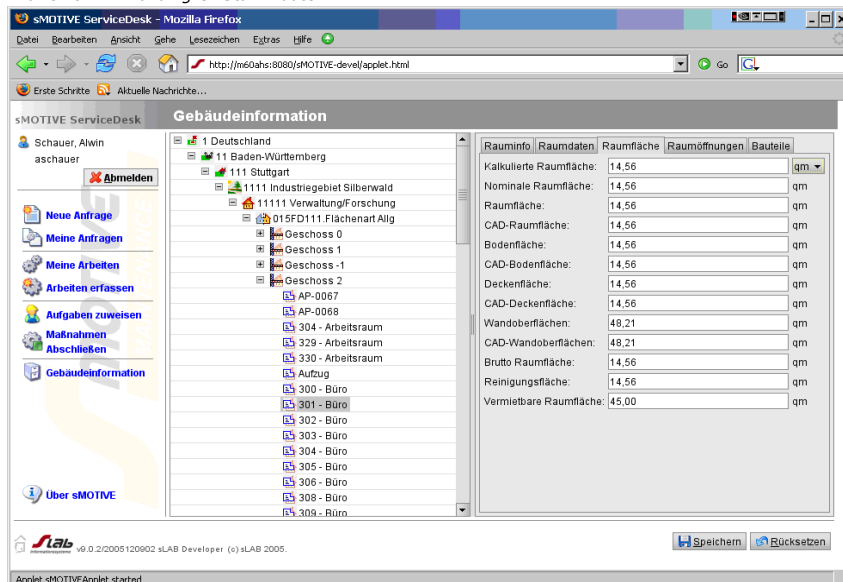 sMOTIVE ServiceDesk - Mozilla Firefox
Datei Bearbeiten Ansicht Gehe Lesezeichen Extras Hilfe
http://m60ahs:8080/sMOTIVE-devel/applet.html
Go
Erste Schritte Aktuelle Nachrichte...
sMOTIVE ServiceDesk
Gebäudeinformation
Schauer, Alwin
aschauer
Abmelden
Neue Anfrage
Meine Anfragen
Meine Arbeiten
Arbeiten erfassen
Aufgaben zuweisen
Maßnahmen
Abschließen
Gebäudeinformation
Über sMOTIVE
1 Deutschland
11 Baden-Württemberg
111 Stuttgart
1111 Industriegebiet Silberwald
11111 Verwaltung/Forschung
015FD111.Flächenart Allg
Geschoss 0
Geschoss 1
Geschoss -1
Geschoss 2
AP-0067
AP-0068
304 - Arbeitsraum
329 - Arbeitsraum
330 - Arbeitsraum
Aufzug
300 - Büro
301 - Büro
302 - Büro
303 - Büro
304 - Büro
305 - Büro
306 - Büro
308 - Büro
309 - Büro
Rauminfo Raumdaten Raumfläche Raumöffnungen Bauteile
Kalkulierte Raumfläche: 14,56 qm
Nominale Raumfläche: 14,56 qm
Raumfläche: 14,56 qm
CAD-Raumfläche: 14,56 qm
Bodenfläche: 14,56 qm
CAD-Bodenfläche: 14,56 qm
Deckenfläche: 14,56 qm
CAD-Deckenfläche: 14,56 qm
Wandoberflächen: 48,21 qm
CAD-Wandoberflächen: 48,21 qm
Brutto Raumfläche: 14,56 qm
Reinigungsfläche: 14,56 qm
Vermietbare Raumfläche: 45,00 qm
sLAB v9.0.2/2005120902 sLAB Developer (c) sLAB 2005.
Speichern Rücksetzen
Applet sMOTIVEApplet started